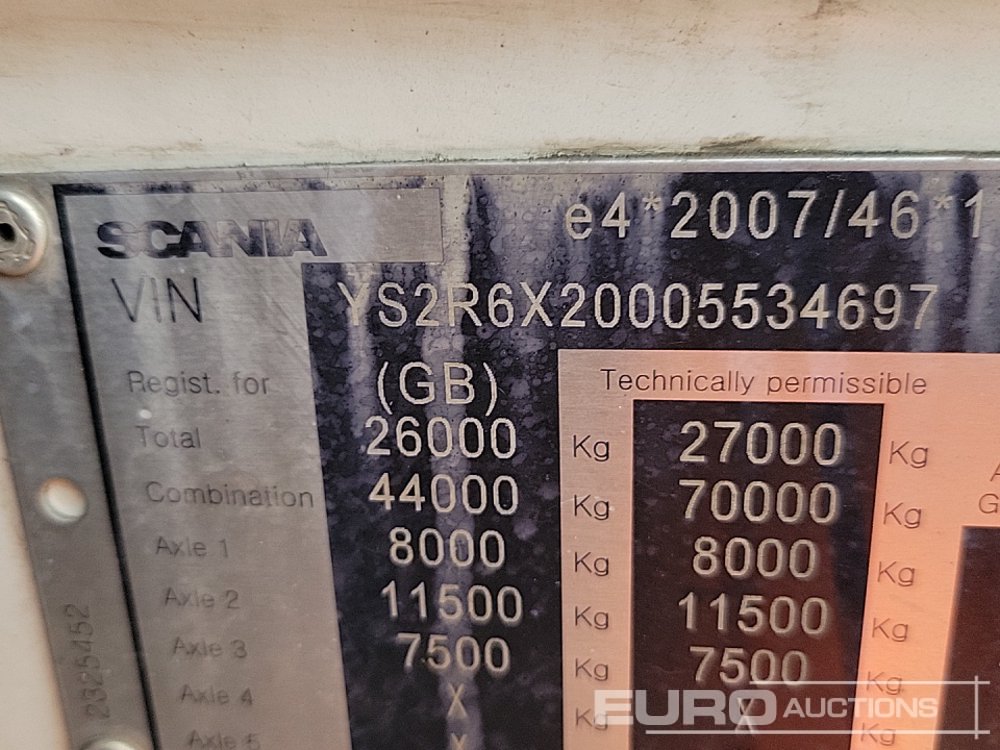 SCANIA
e4*2007/46*1
VIN YS2R6X20005534697
Regist. for (GB) Technically permissible
Total 26000 Kg 27000 Kg
Combination 44000 Kg 70000 Kg
Axle 1 8000 Kg 8000 Kg
Axle 2 11500 Kg 11500 Kg
Axle 3 7500 Kg 7500 Kg
Axle 4 X Kg X Kg
Axle 5
2325452
EURO AUCTIONS